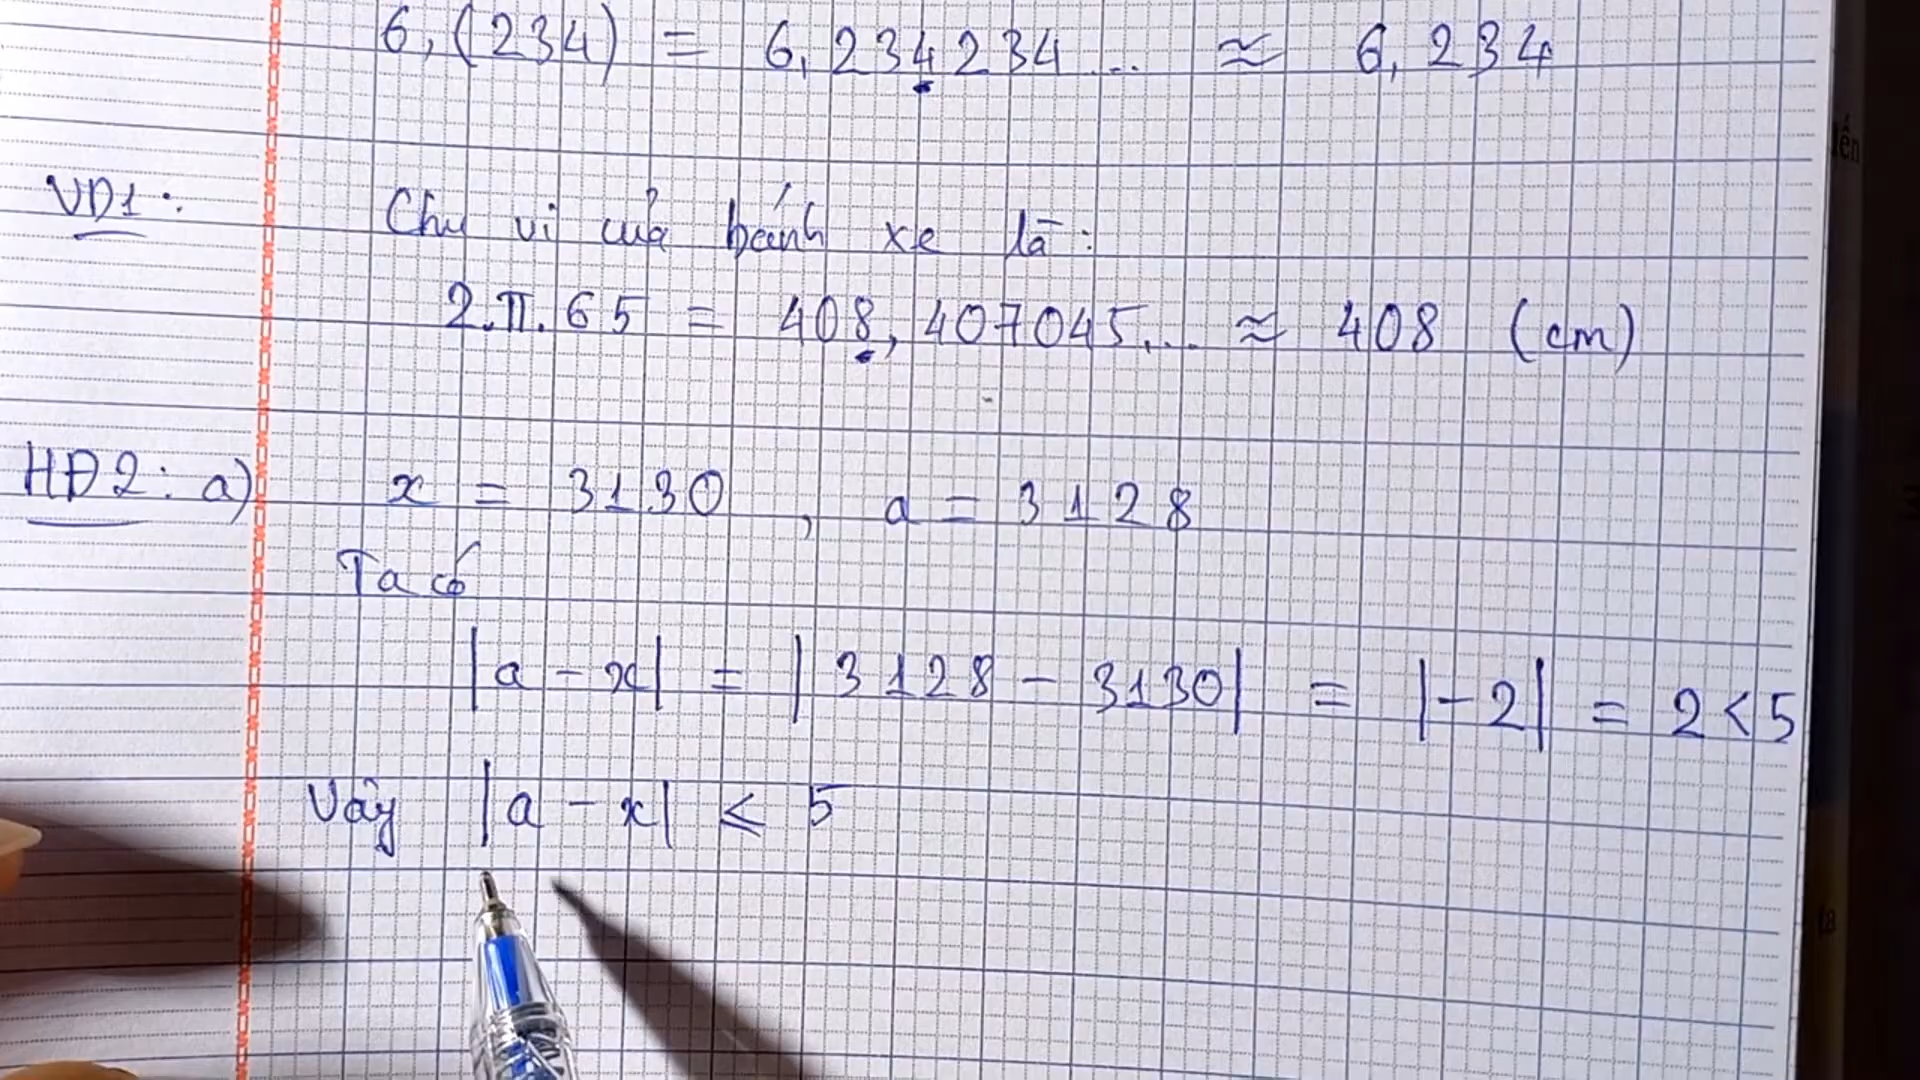 6,(234) = 6,234234... ≈ 6,234
VD1: Chu vi của bánh xe là:
2.π.65 = 408,407045... ≈ 408 (cm)
HĐ2: a) x = 3130, a = 3128
Ta có
|a - x| = |3128 - 3130| = |-2| = 2 < 5
Vậy |a - x| ≤ 5